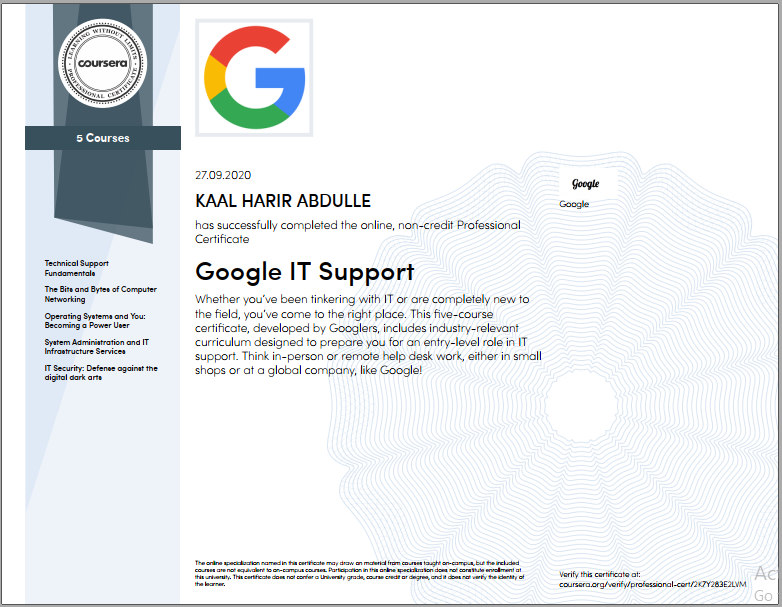 LEARNING WITHOUT LIMITS
coursera
PROFESSIONAL CERTIFICATE
5 Courses
Technical Support
Fundamentals
The Bits and Bytes of Computer
Networking
Operating Systems and You:
Becoming a Power User
System Administration and IT
Infrastructure Services
IT Security: Defense against the
digital dark arts
27.09.2020
KAAL HARIR ABDULLE
has successfully completed the online, non-credit Professional
Certificate
Google IT Support
Whether you've been tinkering with IT or are completely new to
the field, you've come to the right place. This five-course
certificate, developed by Googlers, includes industry-relevant
curriculum designed to prepare you for an entry-level role in IT
support. Think in-person or remote help desk work, either in small
shops or at a global company, like Google!
Google
Google
The online specialization named in this certificate may draw on material from courses taught on-campus, but the included
courses are not equivalent to on-campus courses. Participation in this online specialization does not constitute enrollment at
this university. This certificate does not confer a University grade, course credit or degree, and it does not verify the identity of
the learner.
Verify this certificate at:
coursera.org/verify/professional-cert/2K7Y283E2LVM
Ac
Go